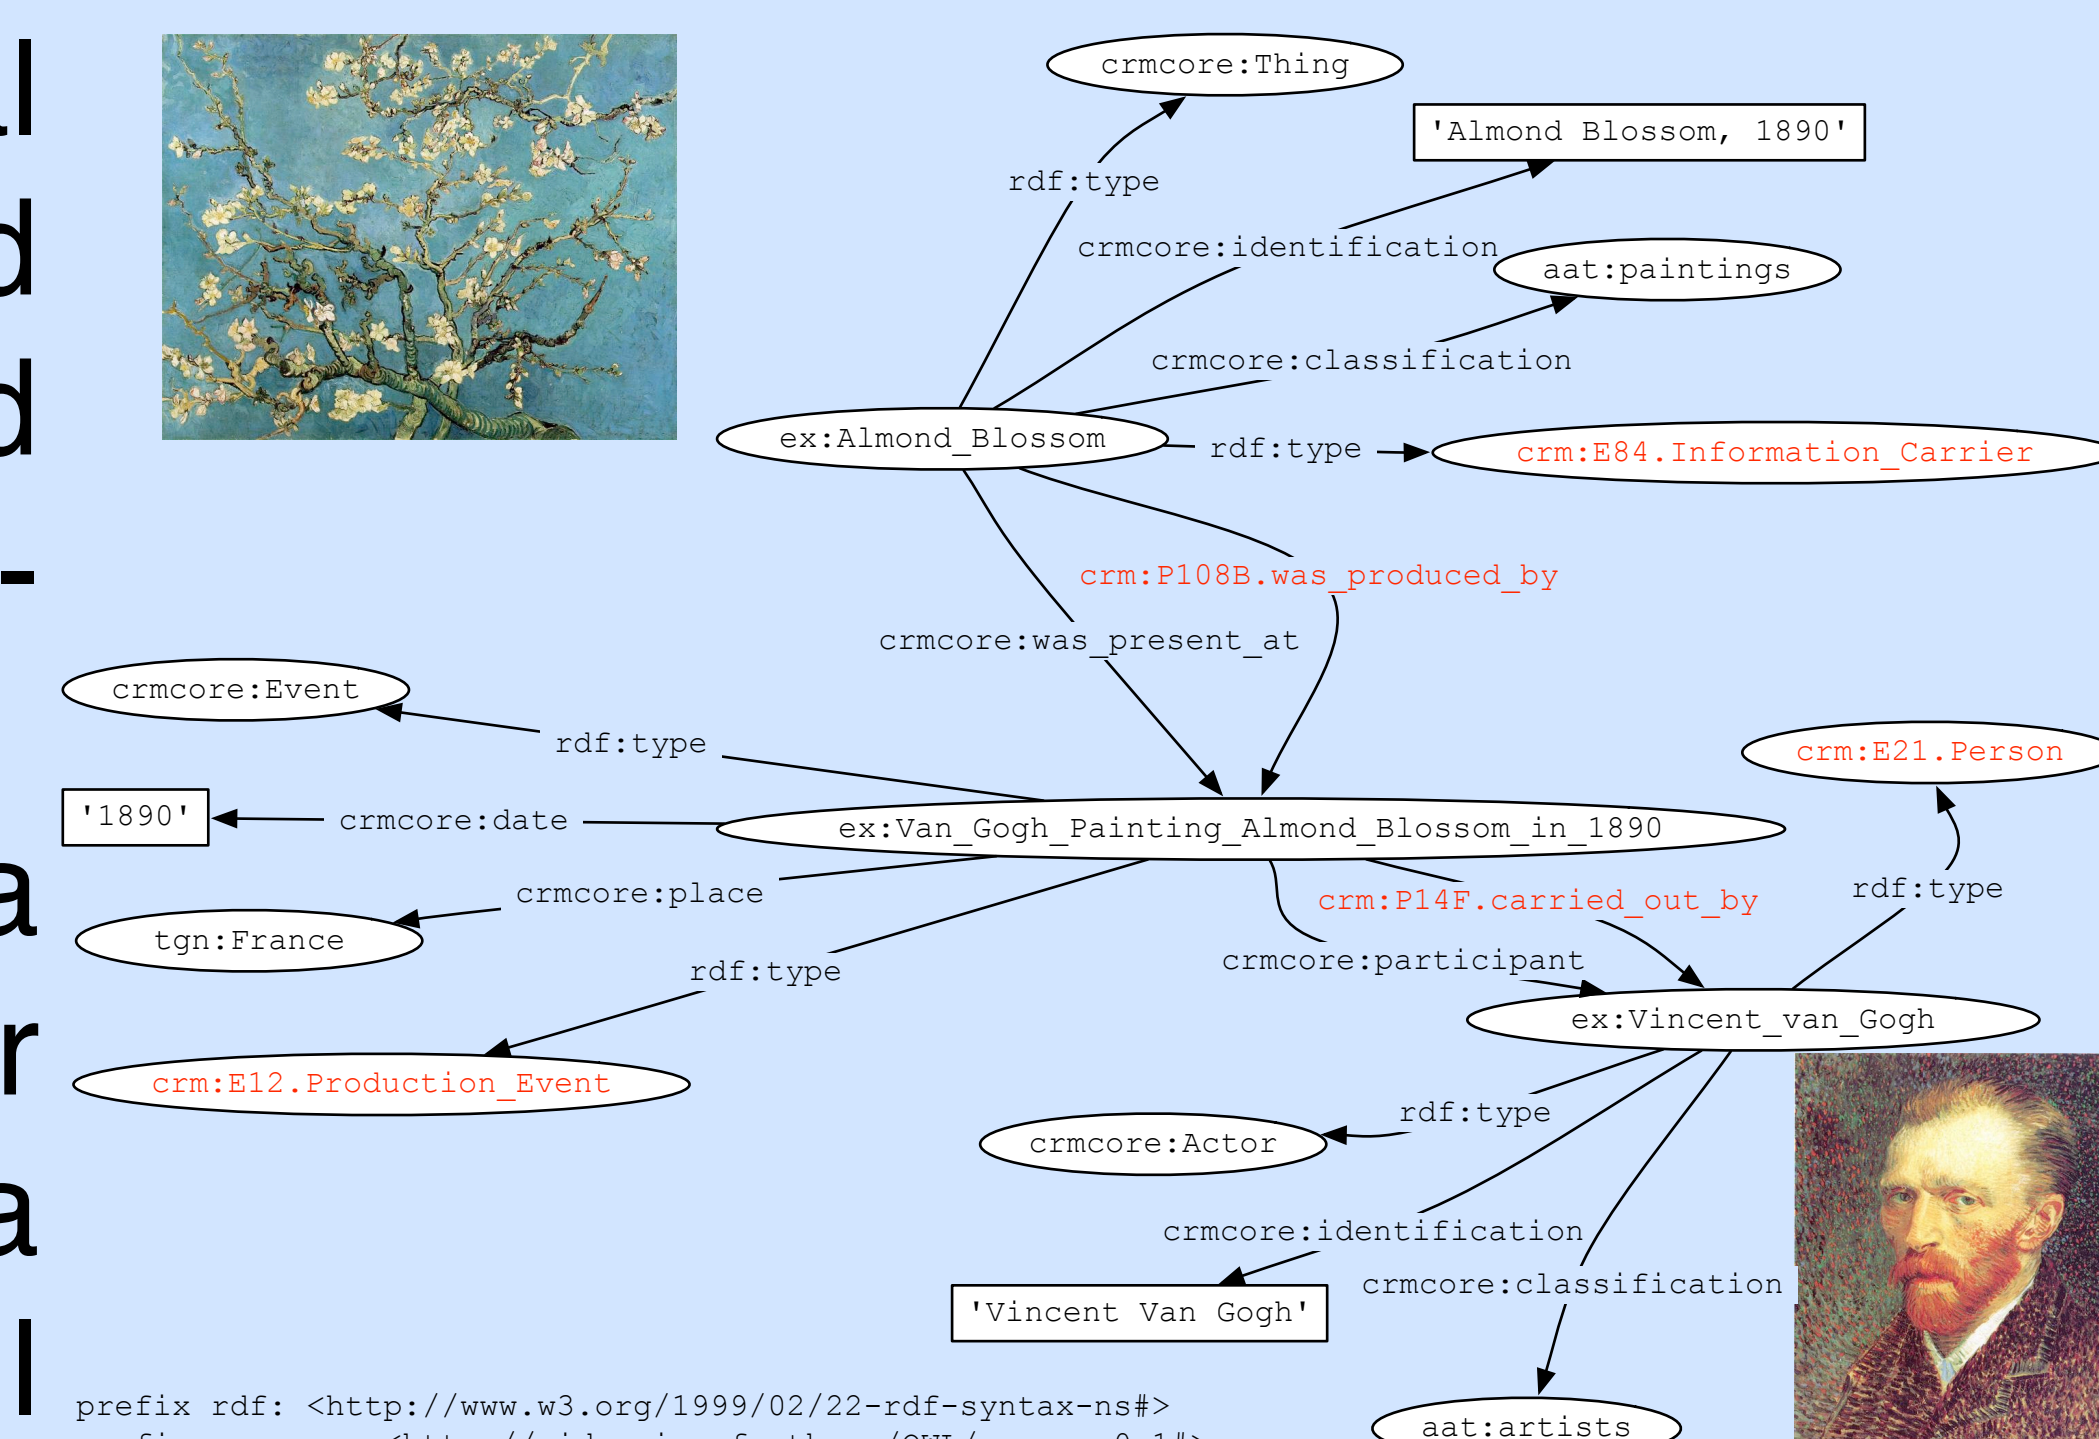 al
d
d
-
a
r
a
l
crmcore:Thing
'Almond Blossom, 1890'
rdf:type
crmcore:identification
aat:paintings
crmcore:classification
ex:Almond_Blossom
rdf:type
crm:E84.Information_Carrier
crm:P108B.was_produced_by
crmcore:was_present_at
crmcore:Event
rdf:type
crm:E21.Person
'1890'
crmcore:date
ex:Van_Gogh_Painting_Almond_Blossom_in_1890
crmcore:place
crm:P14F.carried_out_by
rdf:type
tgn:France
rdf:type
crmcore:participant
ex:Vincent_van_Gogh
crm:E12.Production_Event
rdf:type
crmcore:Actor
crmcore:identification
crmcore:classification
'Vincent Van Gogh'
prefix rdf: <http://www.w3.org/1999/02/22-rdf-syntax-ns#>
aat:artists